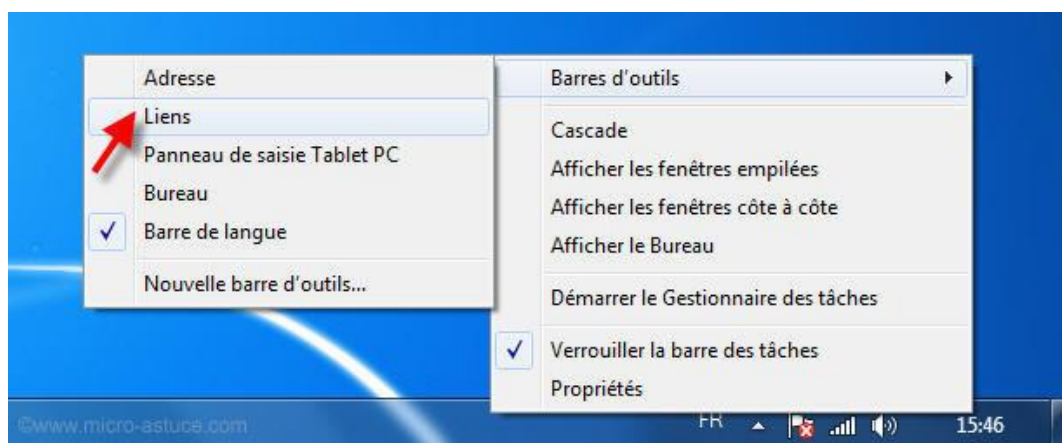 Adresse
Liens
Panneau de saisie Tablet PC
Bureau
Barre de langue
Nouvelle barre d'outils...
Barres d'outils
Cascade
Afficher les fenêtres empilées
Afficher les fenêtres côte à côte
Afficher le Bureau
Démarrer le Gestionnaire des tâches
Verrouiller la barre des tâches
Propriétés
©www.micro-astuce.com
FR
15:46